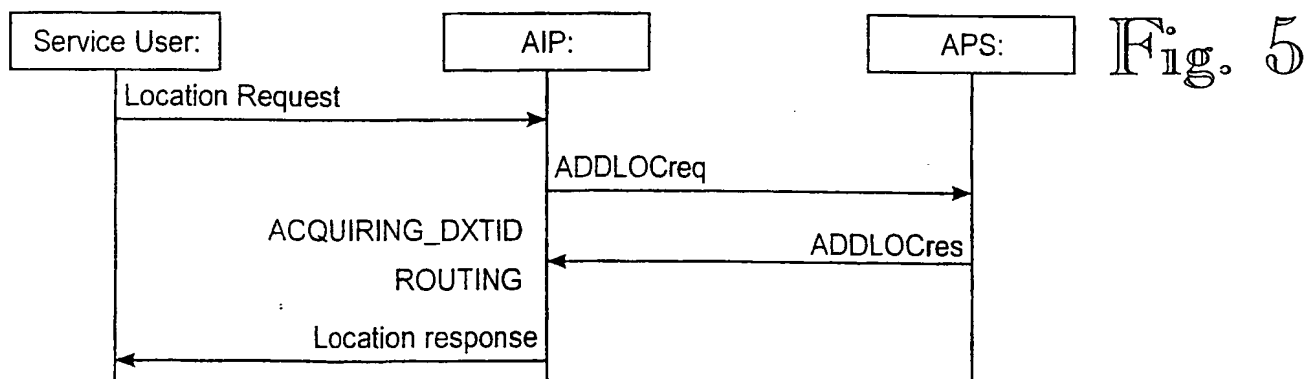 Service User:
AIP:
APS:
Fig. 5
Location Request
ADDLOCreq
ACQUIRING_DXTID
ADDLOCres
ROUTING
Location response